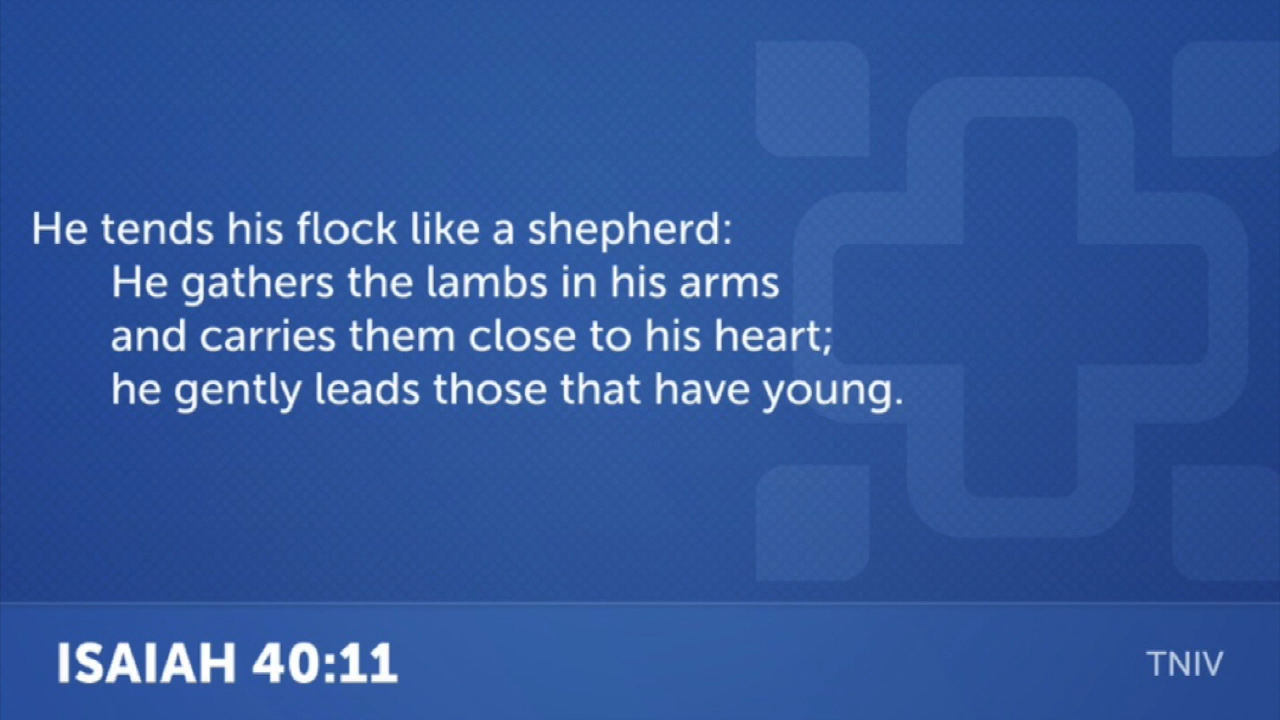 He tends his flock like a shepherd:
He gathers the lambs in his arms
and carries them close to his heart;
he gently leads those that have young.
ISAIAH 40:11
TNIV